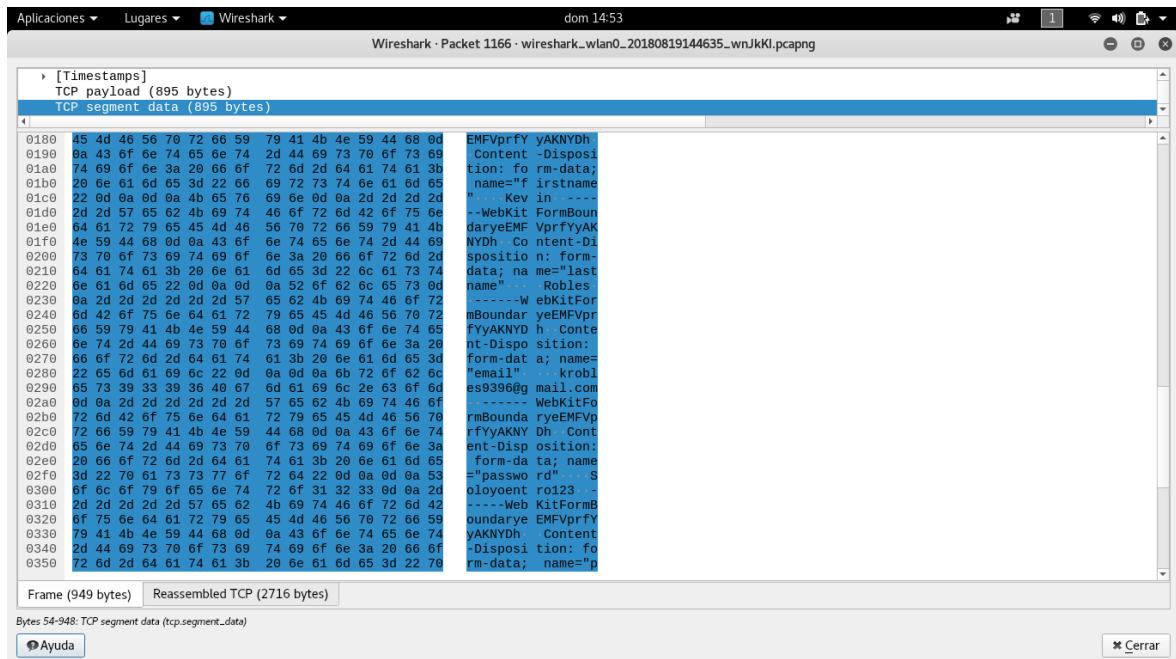 Aplicaciones Lugares Wireshark dom 14:53 1
Wireshark · Packet 1166 · wireshark_wlan0_20180819144635_wnJkKI.pcapng
[Timestamps]
TCP payload (895 bytes)
TCP segment data (895 bytes)
0180 45 4d 46 56 70 72 66 59 79 41 4b 4e 59 44 68 0d EMFVprfY yAKNYDh·
0190 0a 43 6f 6e 74 65 6e 74 2d 44 69 73 70 6f 73 69 ·Content -Disposi
01a0 74 69 6f 6e 3a 20 66 6f 72 6d 2d 64 61 74 61 3b tion: fo rm-data;
01b0 20 6e 61 6d 65 3d 22 66 69 72 73 74 6e 61 6d 65 name="f irstname
01c0 22 0d 0a 0d 0a 4b 65 76 69 6e 0d 0a 2d 2d 2d 2d "····Kev in··----
01d0 2d 2d 57 65 62 4b 69 74 46 6f 72 6d 42 6f 75 6e --WebKit FormBoun
01e0 64 61 72 79 65 45 4d 46 56 70 72 66 59 79 41 4b daryeEMF VprfYyAK
01f0 4e 59 44 68 0d 0a 43 6f 6e 74 65 6e 74 2d 44 69 NYDh··Co ntent-Di
0200 73 70 6f 73 69 74 69 6f 6e 3a 20 66 6f 72 6d 2d spositio n: form-
0210 64 61 74 61 3b 20 6e 61 6d 65 3d 22 6c 61 73 74 data; na me="last
0220 6e 61 6d 65 22 0d 0a 0d 0a 52 6f 62 6c 65 73 0d name"··· ·Robles·
0230 0a 2d 2d 2d 2d 2d 2d 57 65 62 4b 69 74 46 6f 72 ·------W ebKitFor
0240 6d 42 6f 75 6e 64 61 72 79 65 45 4d 46 56 70 72 mBoundar yeEMFVpr
0250 66 59 79 41 4b 4e 59 44 68 0d 0a 43 6f 6e 74 65 fYyAKNYD h··Conte
0260 6e 74 2d 44 69 73 70 6f 73 69 74 69 6f 6e 3a 20 nt-Dispo sition:
0270 66 6f 72 6d 2d 64 61 74 61 3b 20 6e 61 6d 65 3d form-dat a; name=
0280 22 65 6d 61 69 6c 22 0d 0a 0d 0a 6b 72 6f 62 6c "email"· ···krobl
0290 65 73 39 33 39 36 40 67 6d 61 69 6c 2e 63 6f 6d es9396@g mail.com
02a0 0d 0a 2d 2d 2d 2d 2d 2d 57 65 62 4b 69 74 46 6f ··------ WebKitFo
02b0 72 6d 42 6f 75 6e 64 61 72 79 65 45 4d 46 56 70 rmBounda ryeEMFVp
02c0 72 66 59 79 41 4b 4e 59 44 68 0d 0a 43 6f 6e 74 rfYyAKNY Dh··Cont
02d0 65 6e 74 2d 44 69 73 70 6f 73 69 74 69 6f 6e 3a ent-Disp osition:
02e0 20 66 6f 72 6d 2d 64 61 74 61 3b 20 6e 61 6d 65 form-da ta; name
02f0 3d 22 70 61 73 73 77 6f 72 64 22 0d 0a 0d 0a 53 ="passwo rd"····S
0300 6f 6c 6f 79 6f 65 6e 74 72 6f 31 32 33 0d 0a 2d oloyoent ro123··-
0310 2d 2d 2d 2d 2d 57 65 62 4b 69 74 46 6f 72 6d 42 -----Web KitFormB
0320 6f 75 6e 64 61 72 79 65 45 4d 46 56 70 72 66 59 oundarye EMFVprfY
0330 79 41 4b 4e 59 44 68 0d 0a 43 6f 6e 74 65 6e 74 yAKNYDh· ·Content
0340 2d 44 69 73 70 6f 73 69 74 69 6f 6e 3a 20 66 6f -Disposi tion: fo
0350 72 6d 2d 64 61 74 61 3b 20 6e 61 6d 65 3d 22 70 rm-data; name="p
Frame (949 bytes) Reassembled TCP (2716 bytes)
Bytes 54-948: TCP segment data (tcp.segment_data)
Ayuda Cerrar